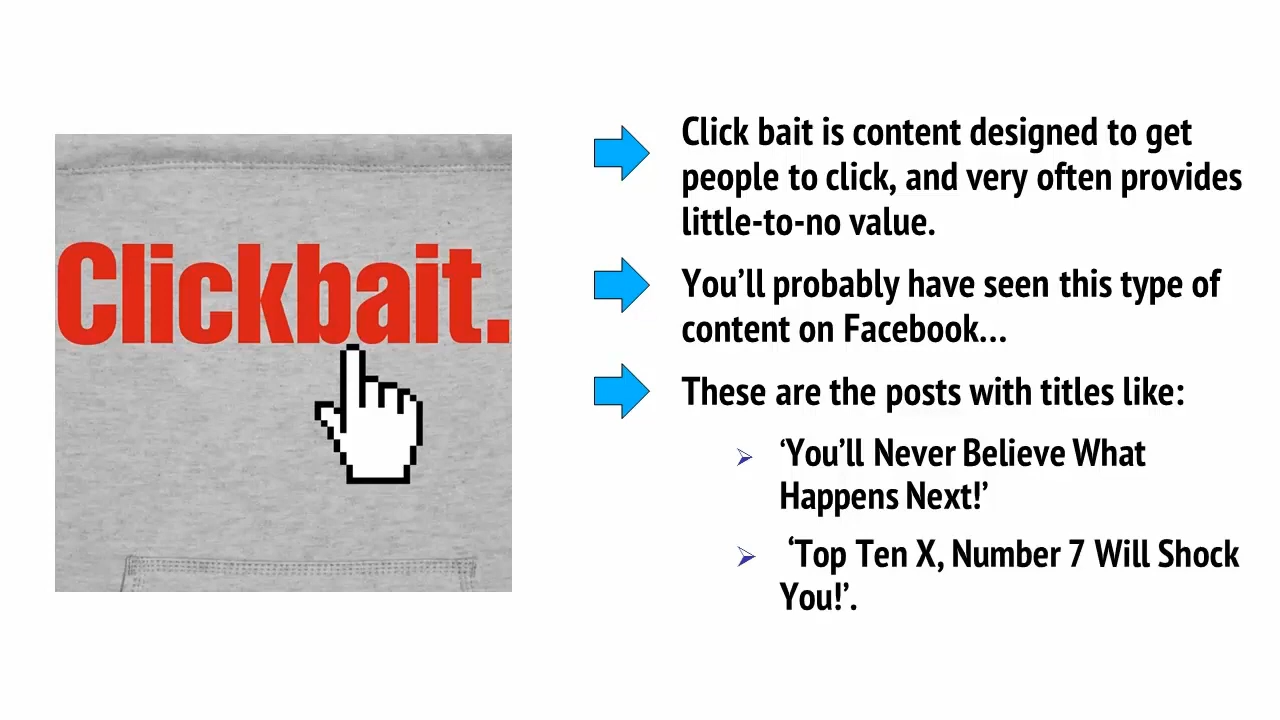 Clickbait.
Click bait is content designed to get
people to click, and very often provides
little-to-no value.
You’ll probably have seen this type of
content on Facebook…
These are the posts with titles like:
‘You’ll Never Believe What
Happens Next!’
‘Top Ten X, Number 7 Will Shock
You!’.